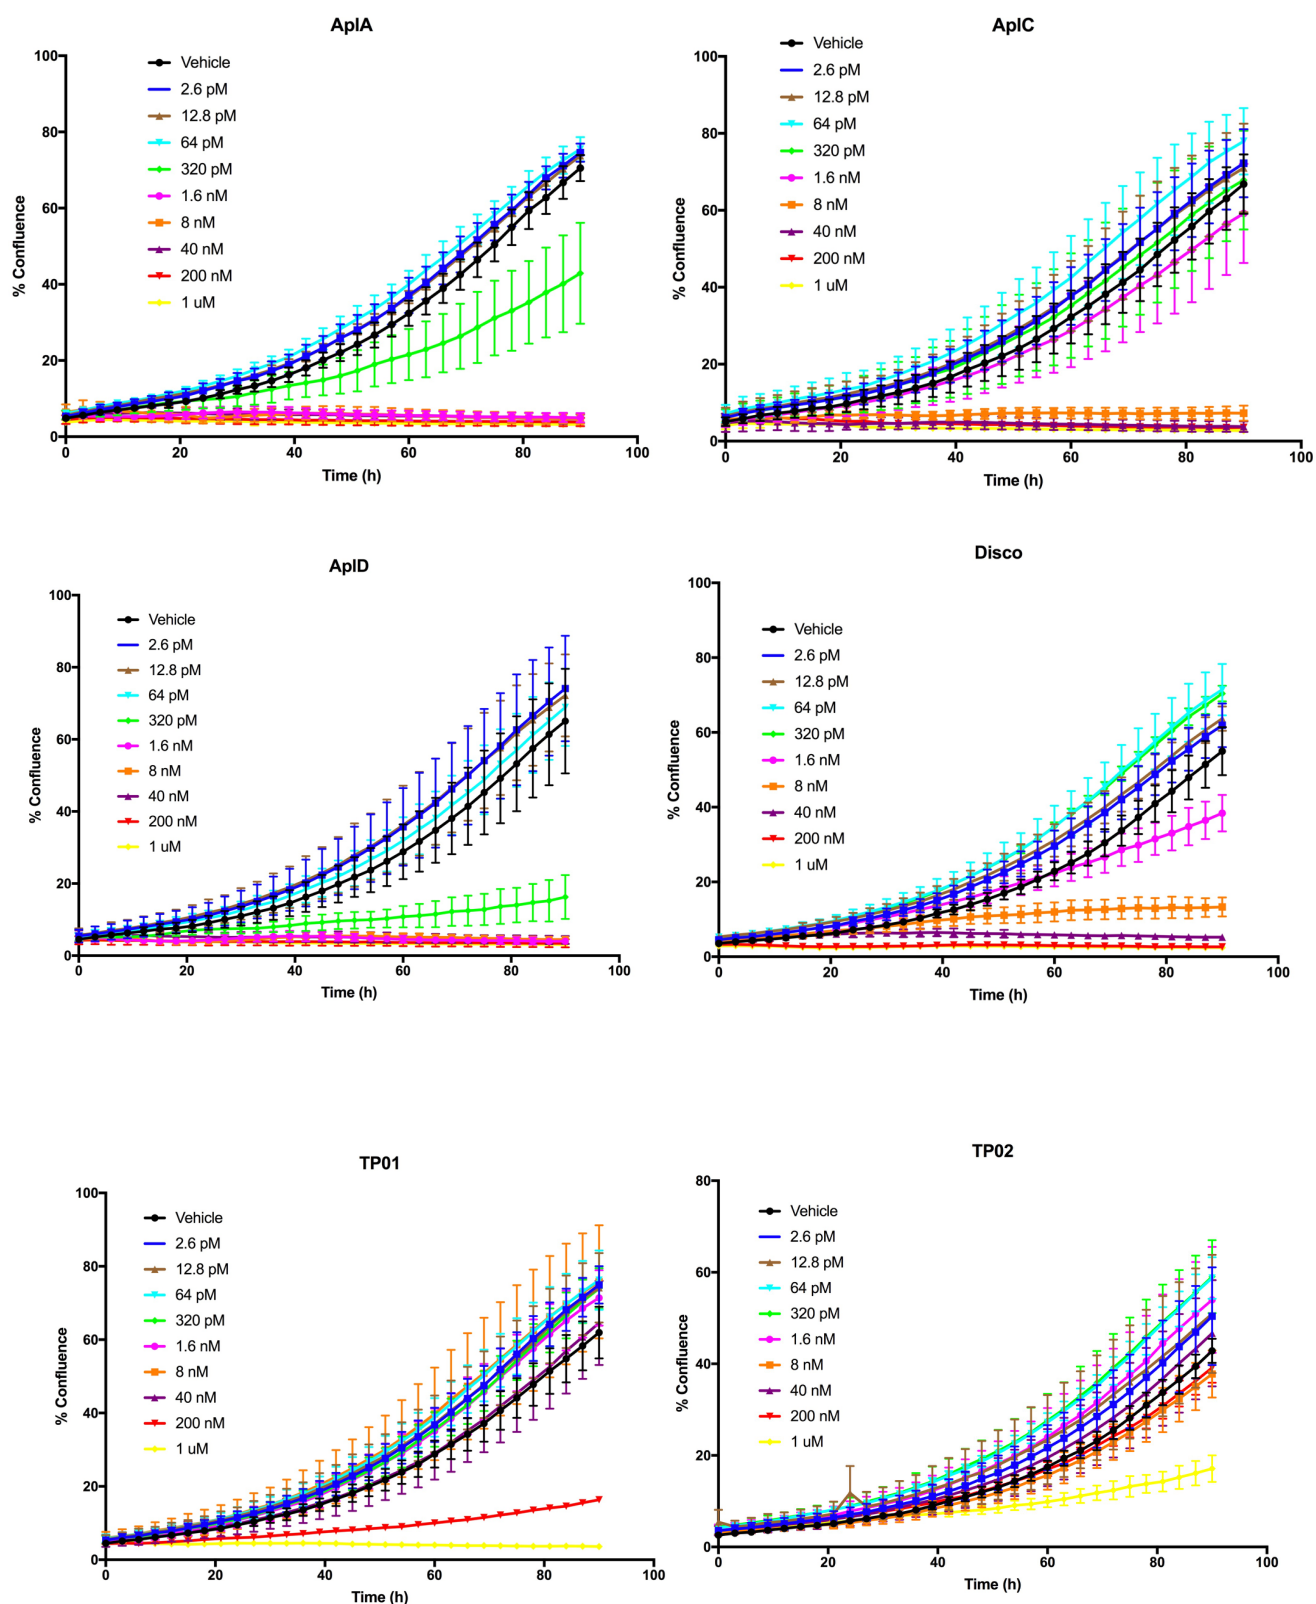 AplA
% Confluence
100
80
60
40
20
0
0 20 40 60 80 100
Time (h)
Vehicle
2.6 pM
12.8 pM
64 pM
320 pM
1.6 nM
8 nM
40 nM
200 nM
1 uM
AplC
% Confluence
100
80
60
40
20
0
0 20 40 60 80 100
Time (h)
Vehicle
2.6 pM
12.8 pM
64 pM
320 pM
1.6 nM
8 nM
40 nM
200 nM
1 uM
AplD
% Confluence
100
80
60
40
20
0
0 20 40 60 80 100
Time (h)
Vehicle
2.6 pM
12.8 pM
64 pM
320 pM
1.6 nM
8 nM
40 nM
200 nM
1 uM
Disco
% Confluence
100
80
60
40
20
0
0 20 40 60 80 100
Time (h)
Vehicle
2.6 pM
12.8 pM
64 pM
320 pM
1.6 nM
8 nM
40 nM
200 nM
1 uM
TP01
% Confluence
100
80
60
40
20
0
0 20 40 60 80 100
Time (h)
Vehicle
2.6 pM
12.8 pM
64 pM
320 pM
1.6 nM
8 nM
40 nM
200 nM
1 uM
TP02
% Confluence
80
60
40
20
0
0 20 40 60 80 100
Time (h)
Vehicle
2.6 pM
12.8 pM
64 pM
320 pM
1.6 nM
8 nM
40 nM
200 nM
1 uM